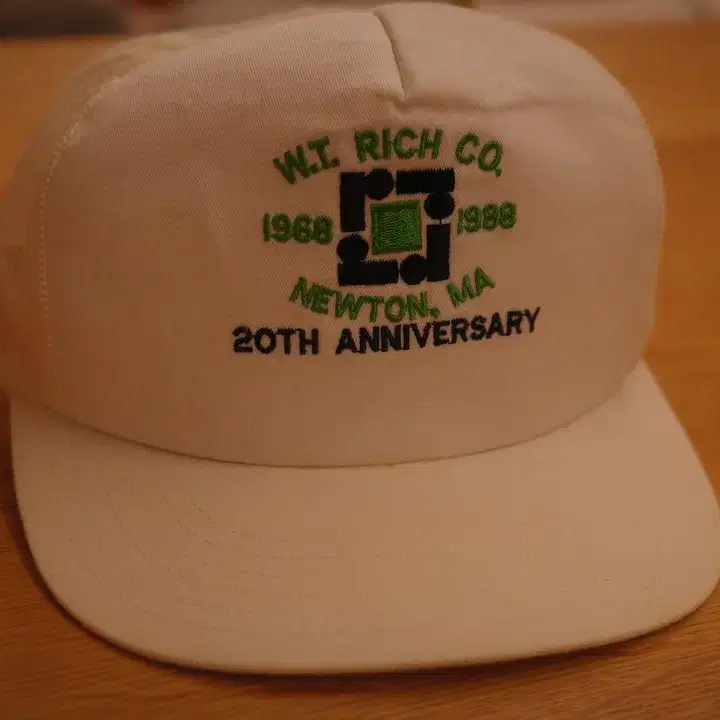 W.T. RICH CO.
1968 1988
NEWTON, MA
20TH ANNIVERSARY